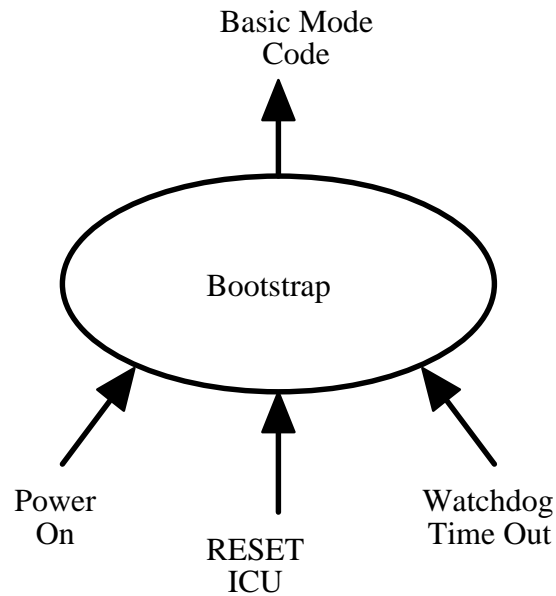 Basic Mode
Code
Bootstrap
Power
On
RESET
ICU
Watchdog
Time Out